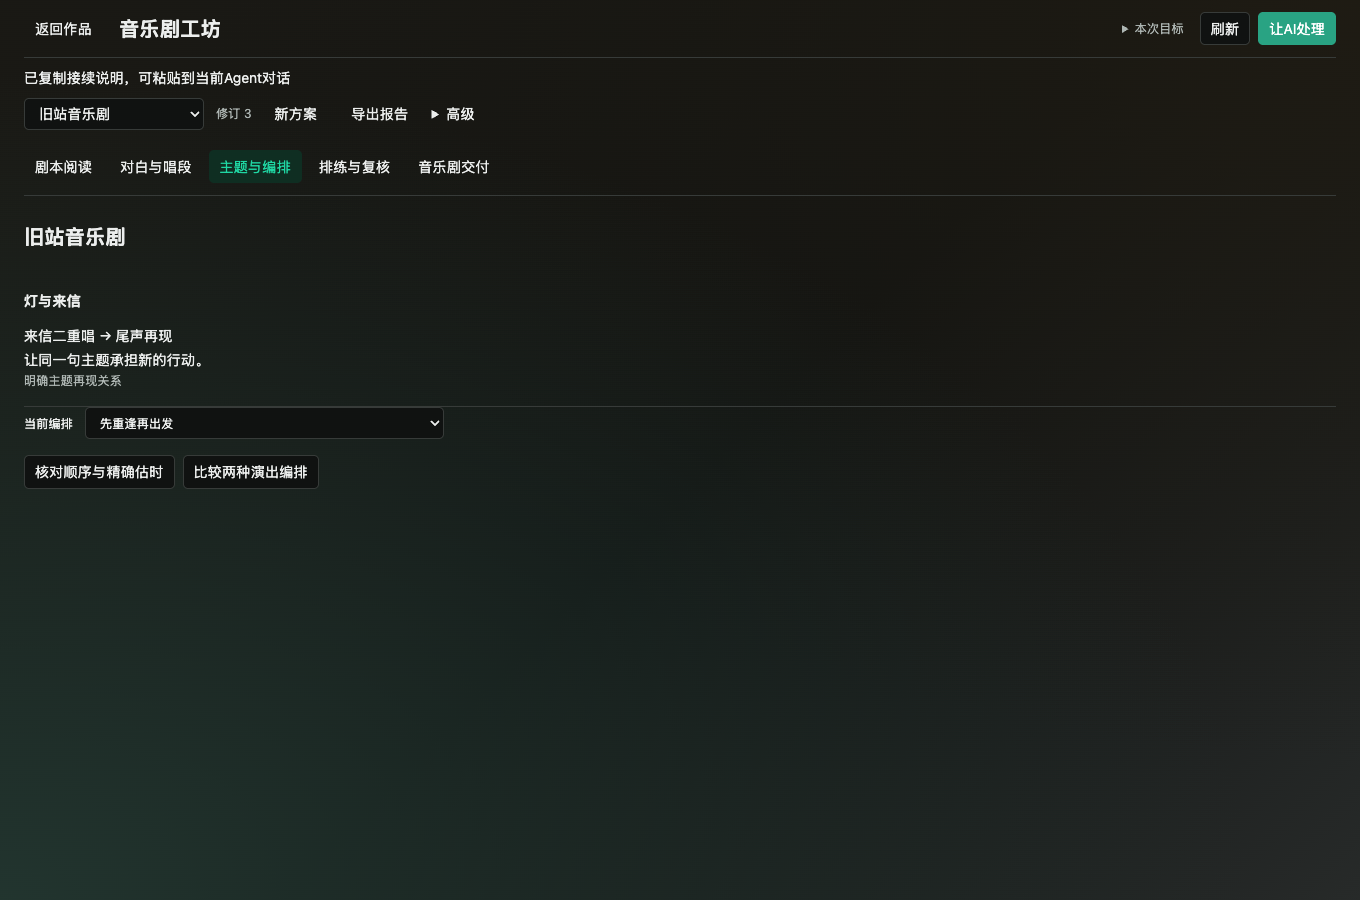 返回作品 音乐剧工坊 ▶ 本次目标 刷新 让AI处理
已复制接续说明，可粘贴到当前Agent对话
旧站音乐剧 修订 3 新方案 导出报告 ▶ 高级
剧本阅读 对白与唱段 主题与编排 排练与复核 音乐剧交付
旧站音乐剧
灯与来信
来信二重唱 → 尾声再现
让同一句主题承担新的行动。
明确主题再现关系
当前编排 先重逢再出发
核对顺序与精确估时 比较两种演出编排